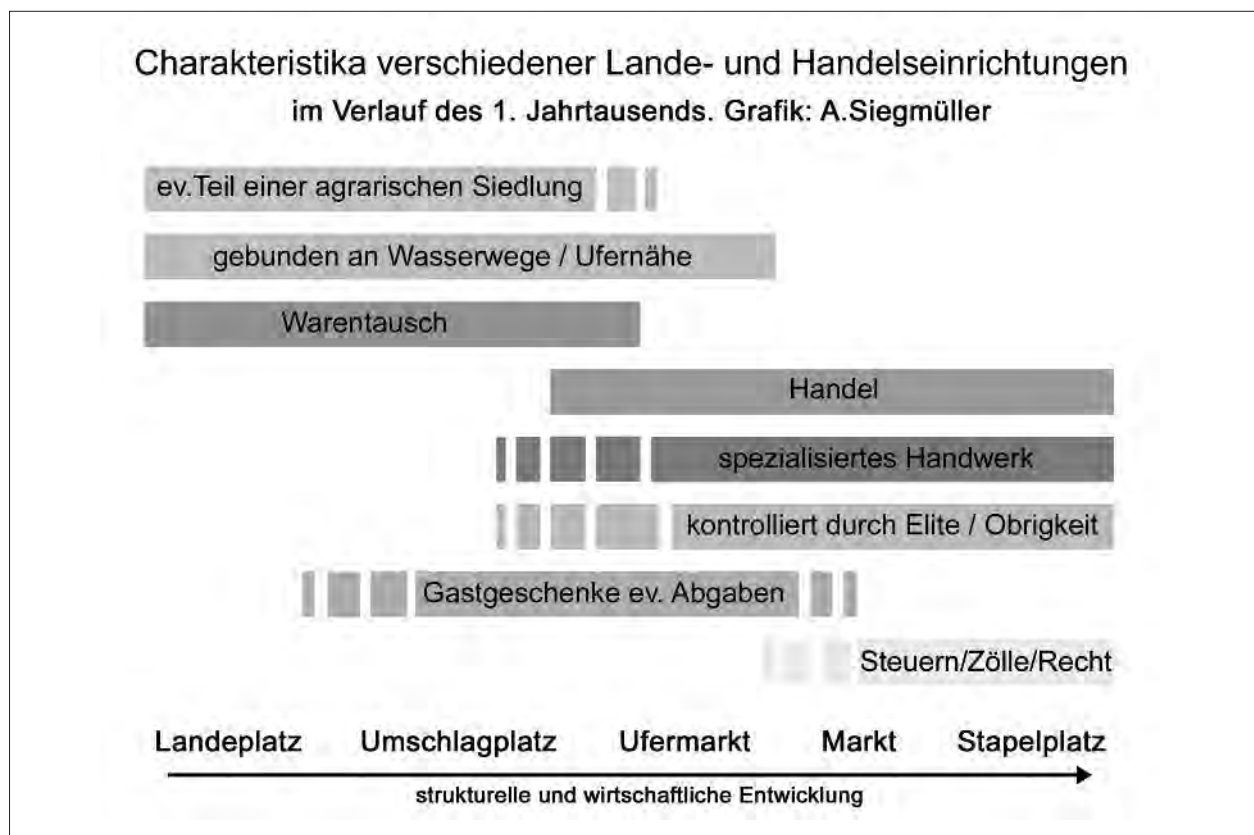 Charakteristika verschiedener Lande- und Handelseinrichtungen
im Verlauf des 1. Jahrtausends. Grafik: A.Siegmüller
ev.Teil einer agrarischen Siedlung
gebunden an Wasserwege / Ufernähe
Warentausch
Handel
spezialisiertes Handwerk
kontrolliert durch Elite / Obrigkeit
Gastgeschenke ev. Abgaben
Steuern/Zölle/Recht
Landeplatz Umschlagplatz Ufermarkt Markt Stapelplatz
strukturelle und wirtschaftliche Entwicklung